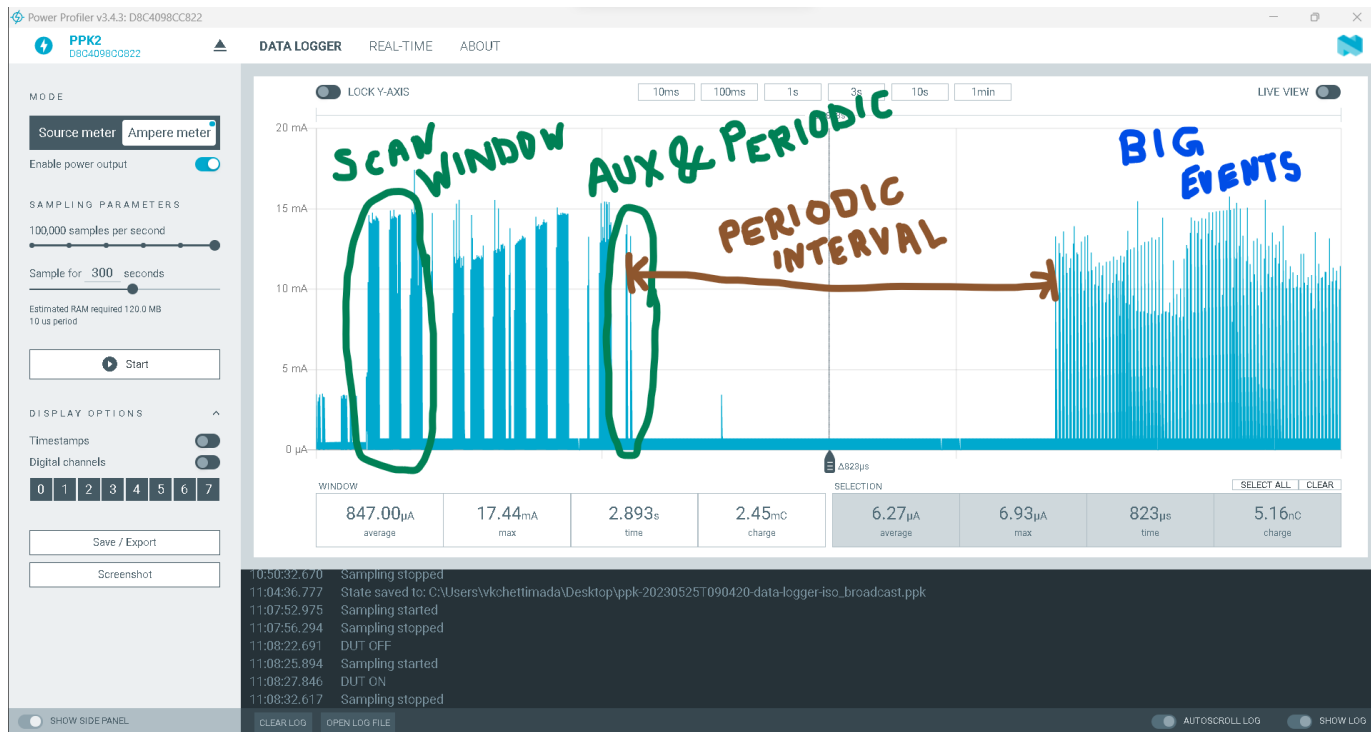 Power Profiler v3.4.3: D8C4098CC822
PPK2
D8C4098CC822
DATA LOGGER
REAL-TIME
ABOUT
MODE
Source meter
Ampere meter
Enable power output
SAMPLING PARAMETERS
100,000 samples per second
Sample for 300 seconds
Estimated RAM required 120.0 MB
10 us period
Start
DISPLAY OPTIONS
Timestamps
Digital channels
0 1 2 3 4 5 6 7
Save / Export
Screenshot
SHOW SIDE PANEL
LOCK Y-AXIS
10ms 100ms 1s 3s 10s 1min
LIVE VIEW
20 mA
15 mA
10 mA
5 mA
0 µA
SCAN
WINDOW
AUX & PERIODIC
PERIODIC
INTERVAL
BIG
EVENTS
Δ823µs
WINDOW
847.00µA
average
17.44mA
max
2.893s
time
2.45mC
charge
SELECTION
SELECT ALL
CLEAR
6.27µA
average
6.93µA
max
823µs
time
5.16nC
charge
10:50:32.670 Sampling stopped
11:04:36.777 State saved to: C:\Users\vkchettimada\Desktop\ppk-20230525T090420-data-logger-iso_broadcast.ppk
11:07:52.975 Sampling started
11:07:56.294 Sampling stopped
11:08:22.691 DUT OFF
11:08:25.894 Sampling started
11:08:27.846 DUT ON
11:08:32.617 Sampling stopped
CLEAR LOG
OPEN LOG FILE
AUTOSCROLL LOG
SHOW LOG